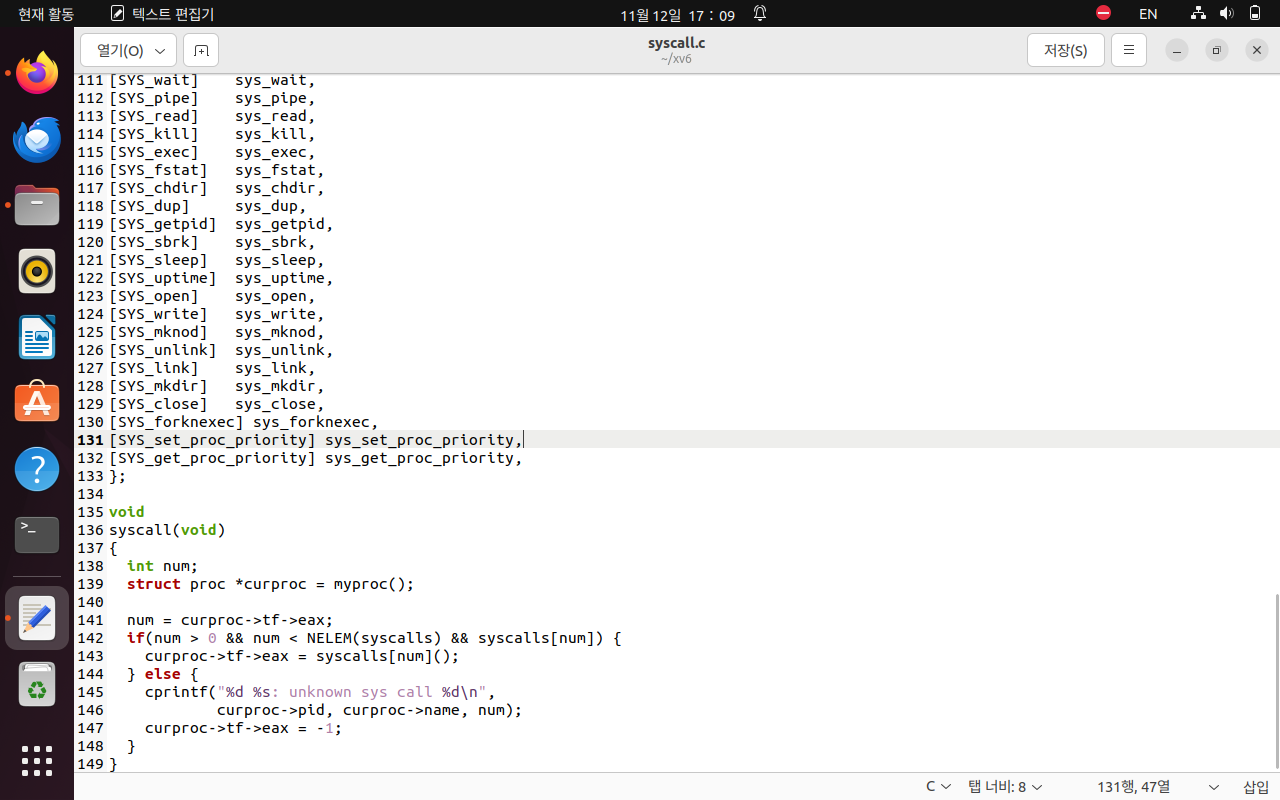 현재 활동 텍스트 편집기 11월 12일 17 : 09 EN
열기(O) syscall.c 저장(S)
~/xv6
111 [SYS_wait]    sys_wait,
112 [SYS_pipe]    sys_pipe,
113 [SYS_read]    sys_read,
114 [SYS_kill]    sys_kill,
115 [SYS_exec]    sys_exec,
116 [SYS_fstat]   sys_fstat,
117 [SYS_chdir]   sys_chdir,
118 [SYS_dup]     sys_dup,
119 [SYS_getpid]  sys_getpid,
120 [SYS_sbrk]    sys_sbrk,
121 [SYS_sleep]   sys_sleep,
122 [SYS_uptime]  sys_uptime,
123 [SYS_open]    sys_open,
124 [SYS_write]   sys_write,
125 [SYS_mknod]   sys_mknod,
126 [SYS_unlink]  sys_unlink,
127 [SYS_link]    sys_link,
128 [SYS_mkdir]   sys_mkdir,
129 [SYS_close]   sys_close,
130 [SYS_forknexec] sys_forknexec,
131 [SYS_set_proc_priority] sys_set_proc_priority,
132 [SYS_get_proc_priority] sys_get_proc_priority,
133 };
134
135 void
136 syscall(void)
137 {
138   int num;
139   struct proc *curproc = myproc();
140
141   num = curproc->tf->eax;
142   if(num > 0 && num < NELEM(syscalls) && syscalls[num]) {
143     curproc->tf->eax = syscalls[num]();
144   } else {
145     cprintf("%d %s: unknown sys call %d\n",
146             curproc->pid, curproc->name, num);
147     curproc->tf->eax = -1;
148   }
149 }
C 탭 너비: 8 131행, 47열 삽입